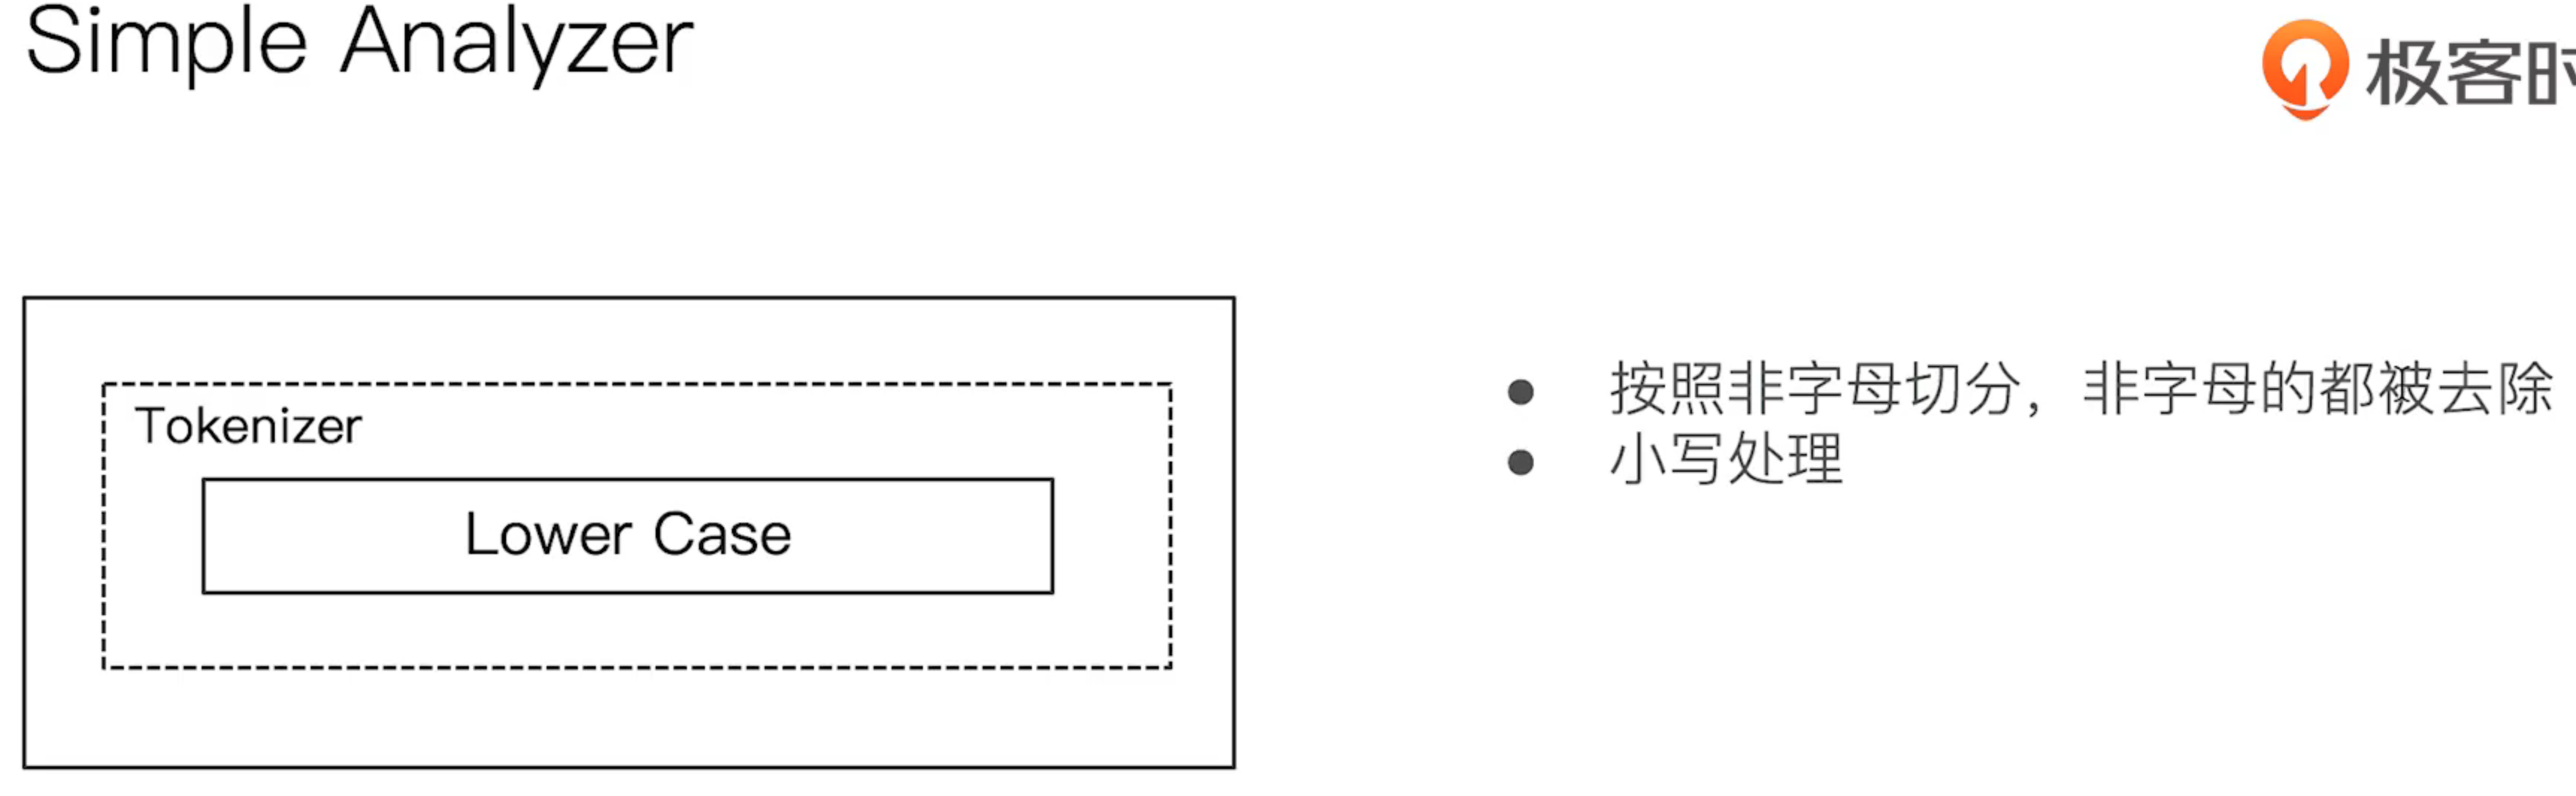 Simple Analyzer
极客时
Tokenizer
Lower Case
按照非字母切分，非字母的都被去除
小写处理